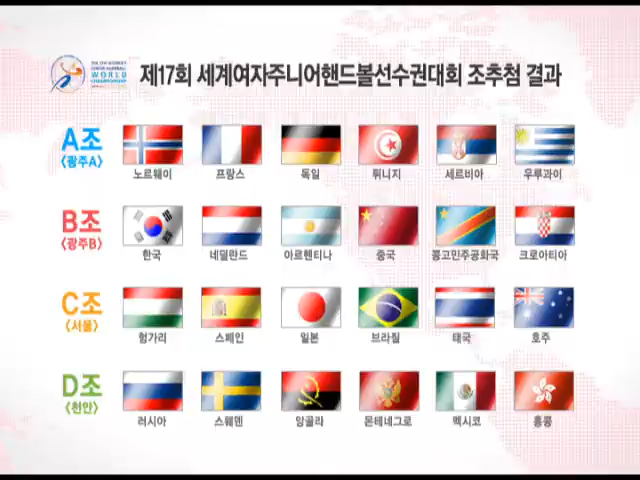 WORLD
CHAMPIONSHIP
제17회 세계여자주니어핸드볼선수권대회 조추첨 결과
A조
<광주A>
노르웨이 프랑스 독일 튀니지 세르비아 우루과이
B조
<광주B>
한국 네덜란드 아르헨티나 중국 콩고민주공화국 크로아티아
C조
<서울>
헝가리 스페인 일본 브라질 태국 호주
D조
<천안>
러시아 스웨덴 앙골라 몬테네그로 멕시코 홍콩